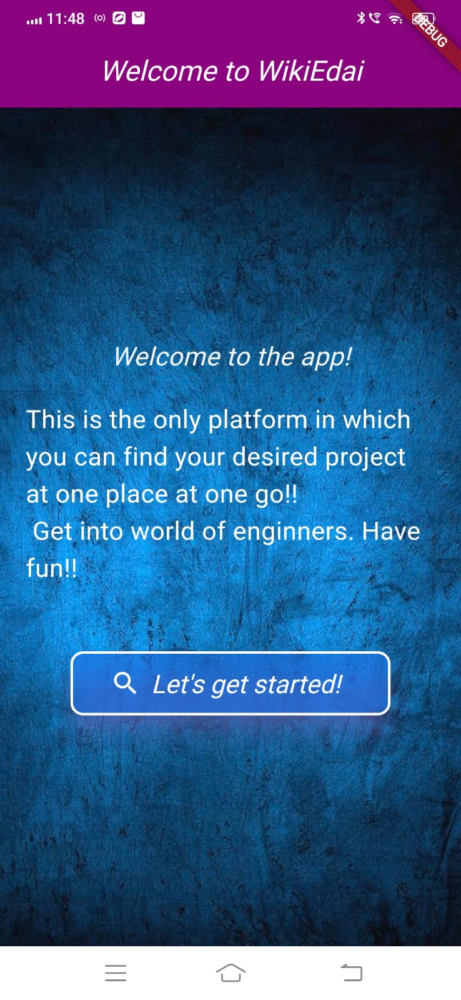 11:48
DEBUG
Welcome to WikiEdai
Welcome to the app!
This is the only platform in which
you can find your desired project
at one place at one go!!
Get into world of enginners. Have
fun!!
Let's get started!